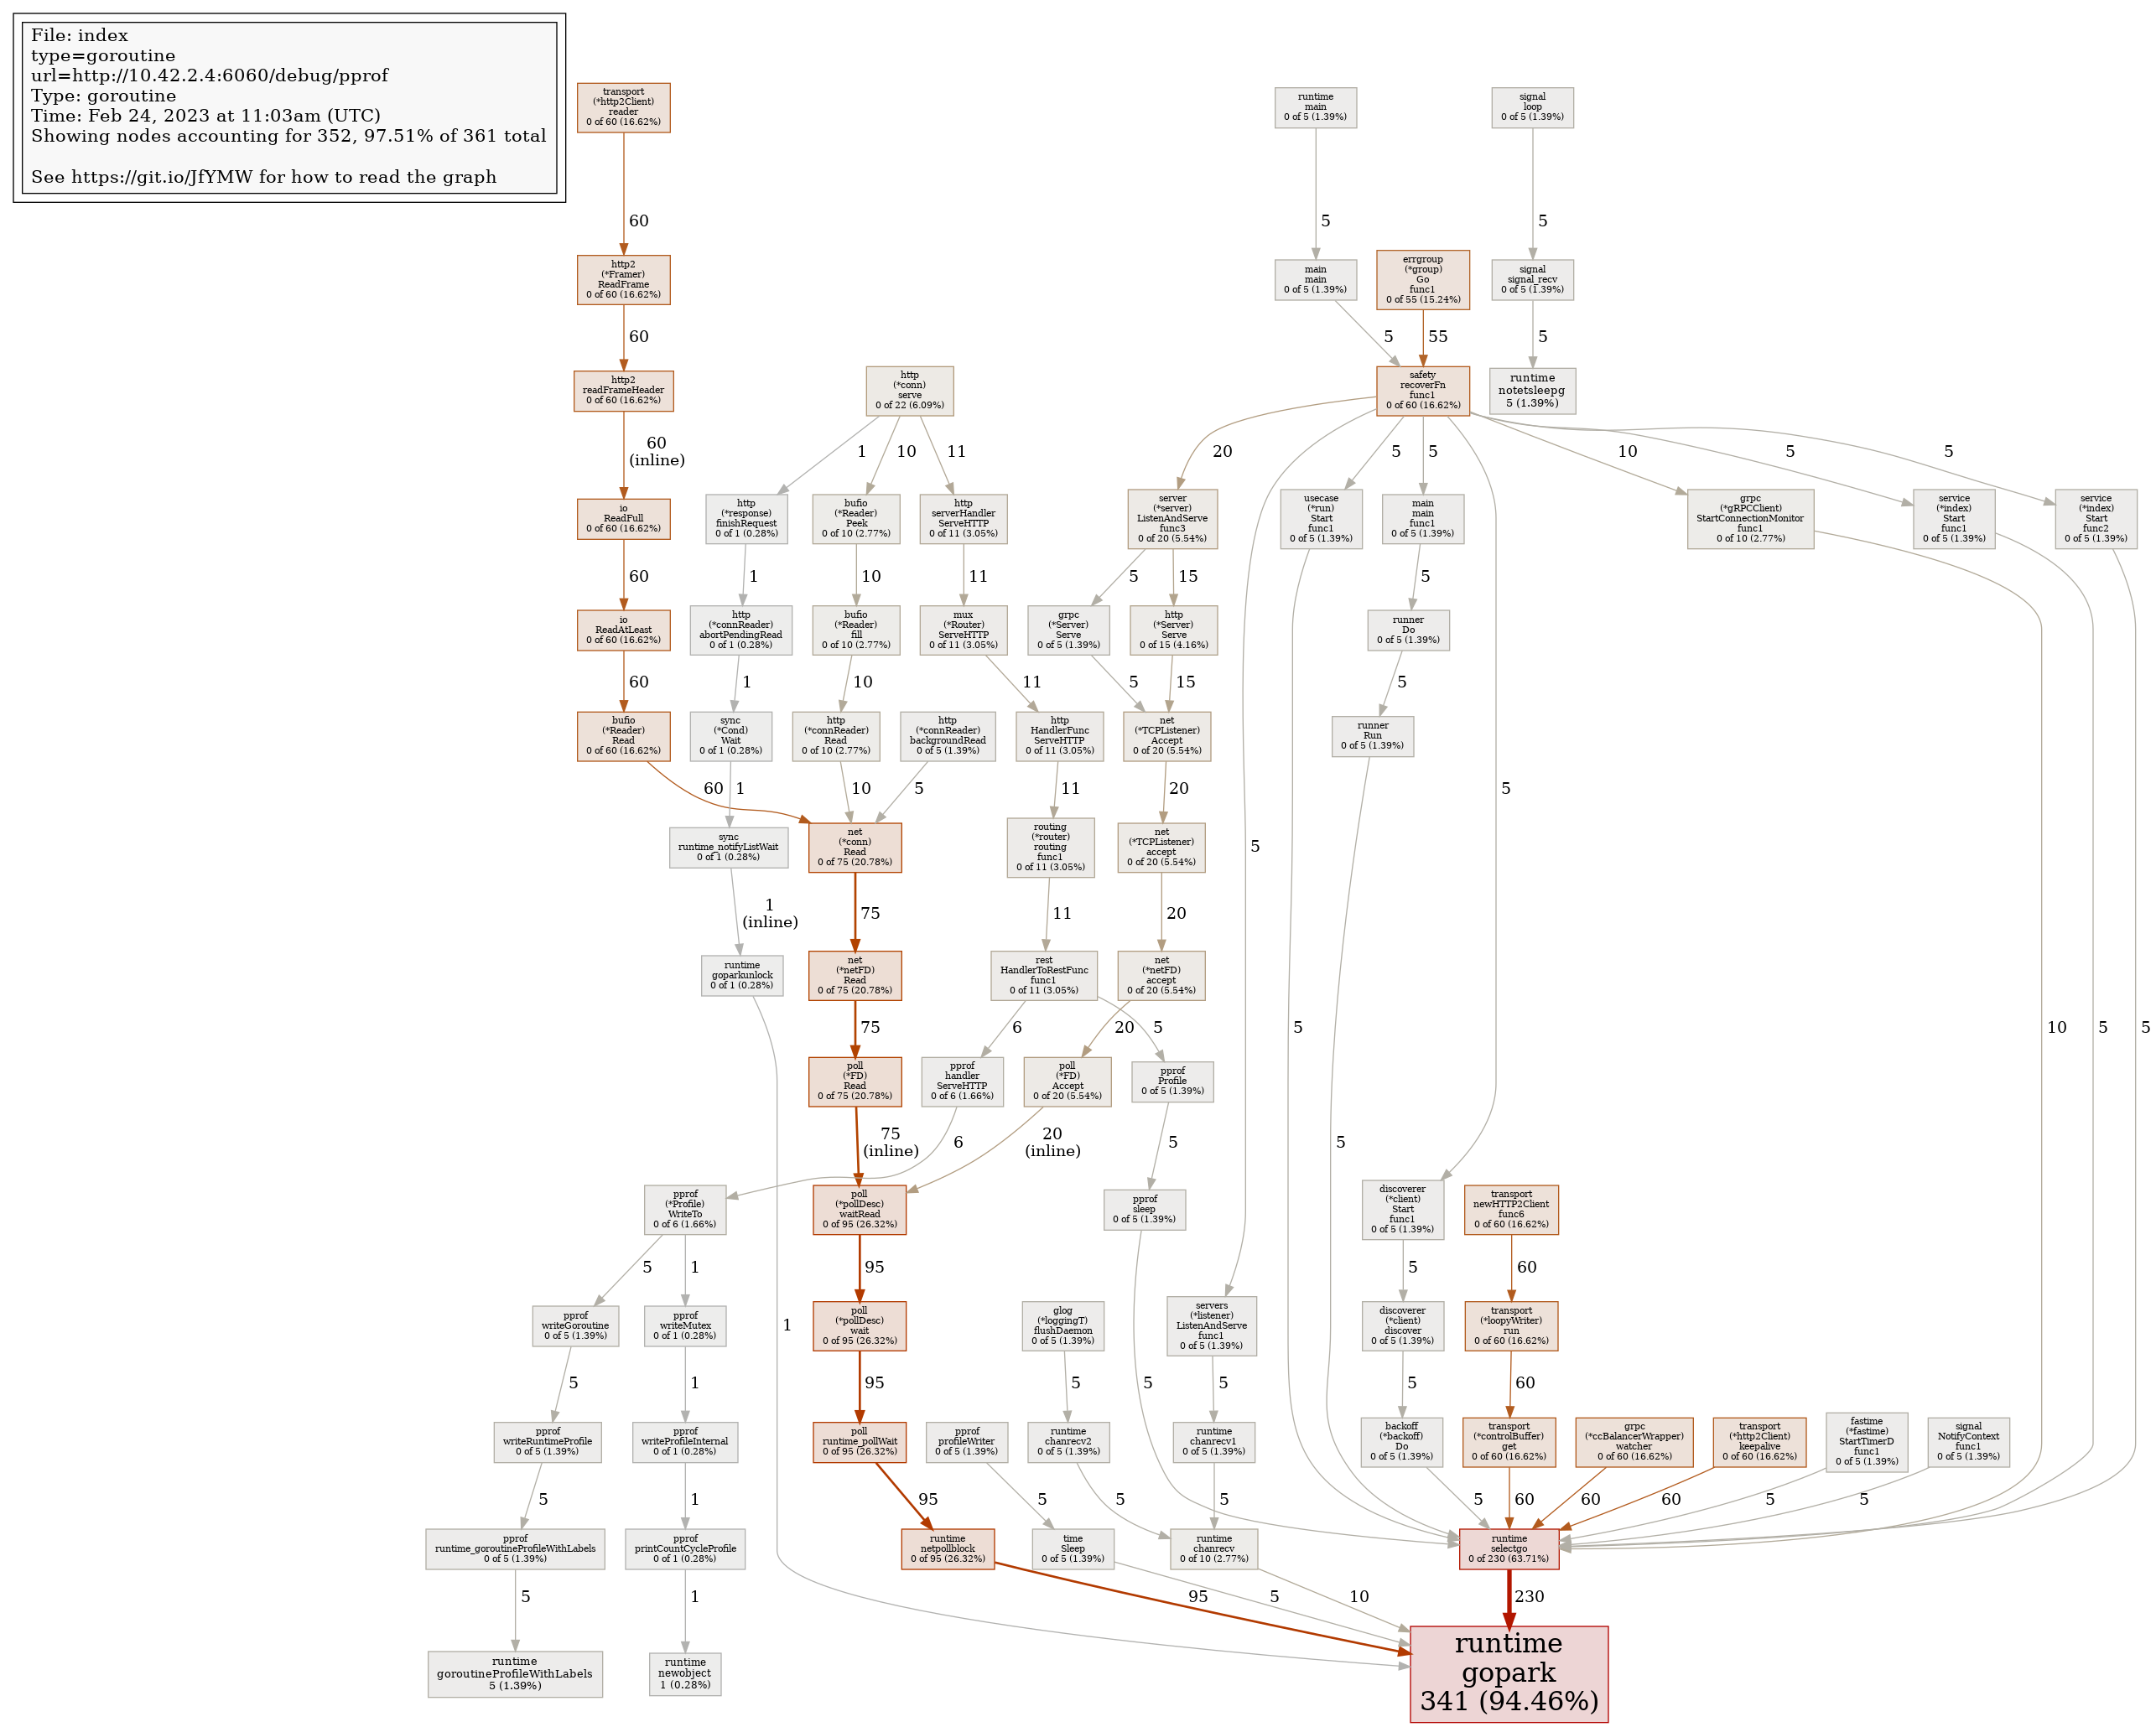 File: index
type=goroutine
url=http://10.42.2.4:6060/debug/pprof
Type: goroutine
Time: Feb 24, 2023 at 11:03am (UTC)
Showing nodes accounting for 352, 97.51% of 361 total
See https://git.io/JfYMW for how to read the graph
transport
(*http2Client)
reader
0 of 60 (16.62%)
runtime
main
0 of 5 (1.39%)
signal
loop
0 of 5 (1.39%)
60
5
5
http2
(*Framer)
ReadFrame
0 of 60 (16.62%)
main
main
0 of 5 (1.39%)
errgroup
(*group)
Go
func1
0 of 55 (15.24%)
signal
signal_recv
0 of 5 (1.39%)
60
5
55
5
http2
readFrameHeader
0 of 60 (16.62%)
http
(*conn)
serve
0 of 22 (6.09%)
safety
recoverFn
func1
0 of 60 (16.62%)
runtime
notetsleepg
5 (1.39%)
60
(inline)
1
10
11
20
5
5
10
5
5
io
ReadFull
0 of 60 (16.62%)
http
(*response)
finishRequest
0 of 1 (0.28%)
bufio
(*Reader)
Peek
0 of 10 (2.77%)
http
serverHandler
ServeHTTP
0 of 11 (3.05%)
server
(*server)
ListenAndServe
func3
0 of 20 (5.54%)
usecase
(*run)
Start
func1
0 of 5 (1.39%)
main
main
func1
0 of 5 (1.39%)
grpc
(*gRPCClient)
StartConnectionMonitor
func1
0 of 10 (2.77%)
service
(*index)
Start
func1
0 of 5 (1.39%)
service
(*index)
Start
func2
0 of 5 (1.39%)
60
1
10
11
5
15
5
io
ReadAtLeast
0 of 60 (16.62%)
http
(*connReader)
abortPendingRead
0 of 1 (0.28%)
bufio
(*Reader)
fill
0 of 10 (2.77%)
mux
(*Router)
ServeHTTP
0 of 11 (3.05%)
grpc
(*Server)
Serve
0 of 5 (1.39%)
http
(*Server)
Serve
0 of 15 (4.16%)
runner
Do
0 of 5 (1.39%)
60
1
10
11
5
15
5
bufio
(*Reader)
Read
0 of 60 (16.62%)
sync
(*Cond)
Wait
0 of 1 (0.28%)
http
(*connReader)
Read
0 of 10 (2.77%)
http
(*connReader)
backgroundRead
0 of 5 (1.39%)
http
HandlerFunc
ServeHTTP
0 of 11 (3.05%)
net
(*TCPListener)
Accept
0 of 20 (5.54%)
runner
Run
0 of 5 (1.39%)
60
1
10
5
11
20
5
5
sync
runtime_notifyListWait
0 of 1 (0.28%)
net
(*conn)
Read
0 of 75 (20.78%)
routing
(*router)
routing
func1
0 of 11 (3.05%)
net
(*TCPListener)
accept
0 of 20 (5.54%)
1
(inline)
75
11
20
runtime
goparkunlock
0 of 1 (0.28%)
net
(*netFD)
Read
0 of 75 (20.78%)
rest
HandlerToRestFunc
func1
0 of 11 (3.05%)
net
(*netFD)
accept
0 of 20 (5.54%)
75
6
20
5
5
10
5
5
poll
(*FD)
Read
0 of 75 (20.78%)
pprof
handler
ServeHTTP
0 of 6 (1.66%)
poll
(*FD)
Accept
0 of 20 (5.54%)
pprof
Profile
0 of 5 (1.39%)
75
(inline)
6
20
(inline)
5
5
pprof
(*Profile)
WriteTo
0 of 6 (1.66%)
poll
(*pollDesc)
waitRead
0 of 95 (26.32%)
pprof
sleep
0 of 5 (1.39%)
discoverer
(*client)
Start
func1
0 of 5 (1.39%)
transport
newHTTP2Client
func6
0 of 60 (16.62%)
5
1
95
5
60
pprof
writeGoroutine
0 of 5 (1.39%)
pprof
writeMutex
0 of 1 (0.28%)
1
poll
(*pollDesc)
wait
0 of 95 (26.32%)
glog
(*loggingT)
flushDaemon
0 of 5 (1.39%)
servers
(*listener)
ListenAndServe
func1
0 of 5 (1.39%)
discoverer
(*client)
discover
0 of 5 (1.39%)
transport
(*loopyWriter)
run
0 of 60 (16.62%)
5
1
95
5
5
5
5
60
pprof
writeRuntimeProfile
0 of 5 (1.39%)
pprof
writeProfileInternal
0 of 1 (0.28%)
poll
runtime_pollWait
0 of 95 (26.32%)
pprof
profileWriter
0 of 5 (1.39%)
runtime
chanrecv2
0 of 5 (1.39%)
runtime
chanrecv1
0 of 5 (1.39%)
backoff
(*backoff)
Do
0 of 5 (1.39%)
transport
(*controlBuffer)
get
0 of 60 (16.62%)
grpc
(*ccBalancerWrapper)
watcher
0 of 60 (16.62%)
transport
(*http2Client)
keepalive
0 of 60 (16.62%)
fastime
(*fastime)
StartTimerD
func1
0 of 5 (1.39%)
signal
NotifyContext
func1
0 of 5 (1.39%)
5
1
95
5
5
5
5
60
60
60
5
5
pprof
runtime_goroutineProfileWithLabels
0 of 5 (1.39%)
pprof
printCountCycleProfile
0 of 1 (0.28%)
runtime
netpollblock
0 of 95 (26.32%)
time
Sleep
0 of 5 (1.39%)
runtime
chanrecv
0 of 10 (2.77%)
runtime
selectgo
0 of 230 (63.71%)
5
1
95
5
10
230
runtime
goroutineProfileWithLabels
5 (1.39%)
runtime
newobject
1 (0.28%)
runtime
gopark
341 (94.46%)